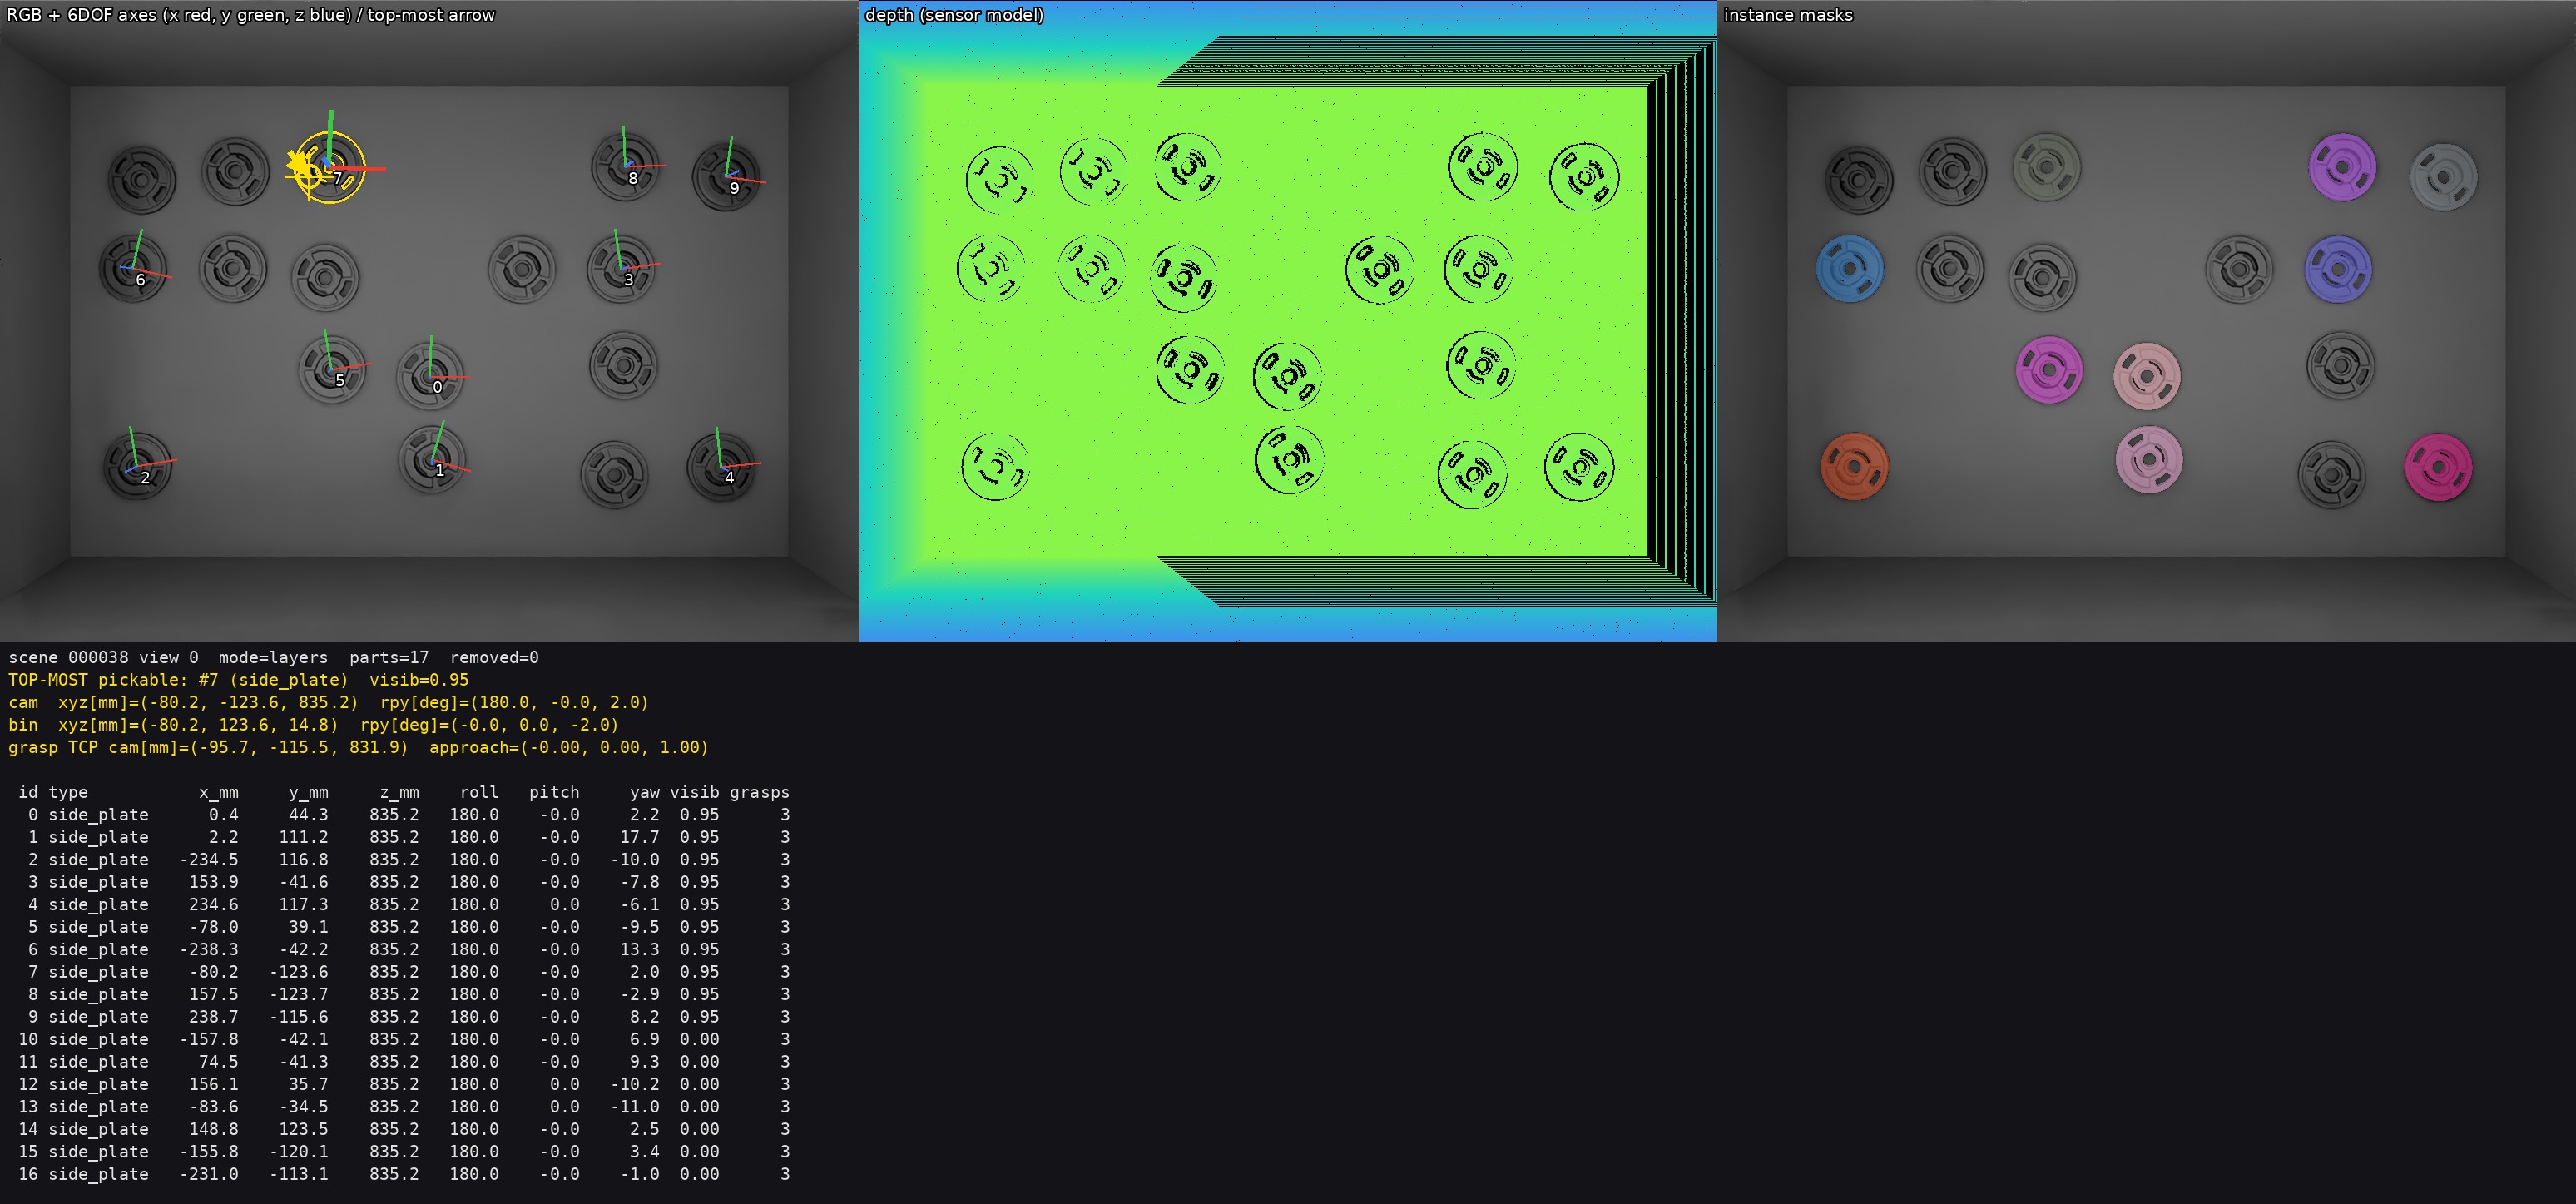 RGB + 6DOF axes (x red, y green, z blue) / top-most arrow
depth (sensor model)
instance masks
7
8
9
6
3
5
0
2
1
4
scene 000038 view 0  mode=layers  parts=17  removed=0
TOP-MOST pickable: #7 (side_plate)  visib=0.95
cam  xyz[mm]=(-80.2, -123.6, 835.2)  rpy[deg]=(180.0, -0.0, 2.0)
bin  xyz[mm]=(-80.2, 123.6, 14.8)  rpy[deg]=(-0.0, 0.0, -2.0)
grasp TCP cam[mm]=(-95.7, -115.5, 831.9)  approach=(-0.00, 0.00, 1.00)
id type x_mm y_mm z_mm roll pitch yaw visib grasps
0 side_plate 0.4 44.3 835.2 180.0 -0.0 2.2 0.95 3
1 side_plate 2.2 111.2 835.2 180.0 -0.0 17.7 0.95 3
2 side_plate -234.5 116.8 835.2 180.0 -0.0 -10.0 0.95 3
3 side_plate 153.9 -41.6 835.2 180.0 -0.0 -7.8 0.95 3
4 side_plate 234.6 117.3 835.2 180.0 0.0 -6.1 0.95 3
5 side_plate -78.0 39.1 835.2 180.0 -0.0 -9.5 0.95 3
6 side_plate -238.3 -42.2 835.2 180.0 -0.0 13.3 0.95 3
7 side_plate -80.2 -123.6 835.2 180.0 -0.0 2.0 0.95 3
8 side_plate 157.5 -123.7 835.2 180.0 -0.0 -2.9 0.95 3
9 side_plate 238.7 -115.6 835.2 180.0 -0.0 8.2 0.95 3
10 side_plate -157.8 -42.1 835.2 180.0 -0.0 6.9 0.00 3
11 side_plate 74.5 -41.3 835.2 180.0 -0.0 9.3 0.00 3
12 side_plate 156.1 35.7 835.2 180.0 0.0 -10.2 0.00 3
13 side_plate -83.6 -34.5 835.2 180.0 0.0 -11.0 0.00 3
14 side_plate 148.8 123.5 835.2 180.0 -0.0 2.5 0.00 3
15 side_plate -155.8 -120.1 835.2 180.0 -0.0 3.4 0.00 3
16 side_plate -231.0 -113.1 835.2 180.0 -0.0 -1.0 0.00 3